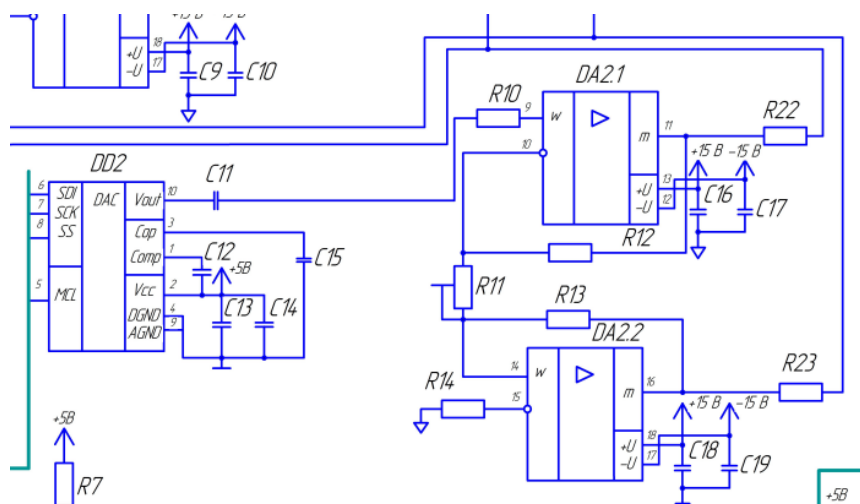 +15 В
-15 В
18
+U
-U
17
C9
C10
DA2.1
R10
9
W
m
11
R22
10
+15 В
-15 В
13
+U
-U
12
C16
C17
R12
DD2
C11
6
SDI
DAC
Vout
10
7
SCK
8
SS
Cap
3
Comp
1
C12
+5В
C15
5
MCL
Vcc
2
C13
C14
DGND
4
AGND
9
R11
R13
DA2.2
R14
14
W
m
16
R23
15
+15 В
-15 В
18
+U
-U
17
C18
C19
+5В
R7
+5В